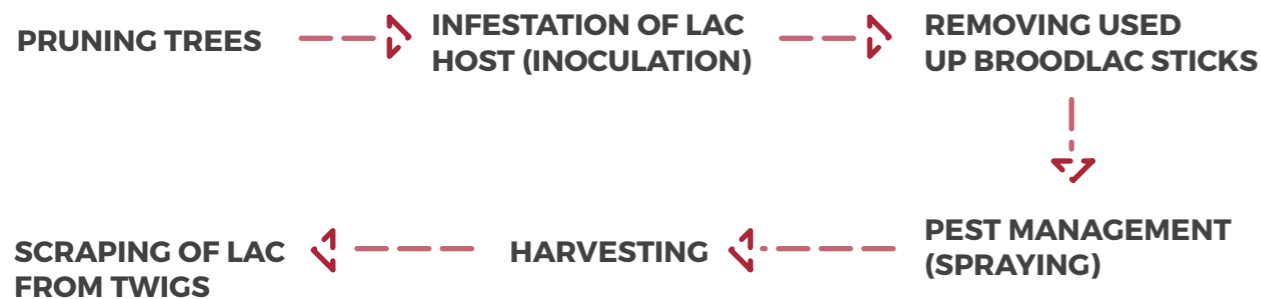 PRUNING TREES
INFESTATION OF LAC
HOST (INOCULATION)
REMOVING USED
UP BROODLAC STICKS
PEST MANAGEMENT
(SPRAYING)
HARVESTING
SCRAPING OF LAC
FROM TWIGS